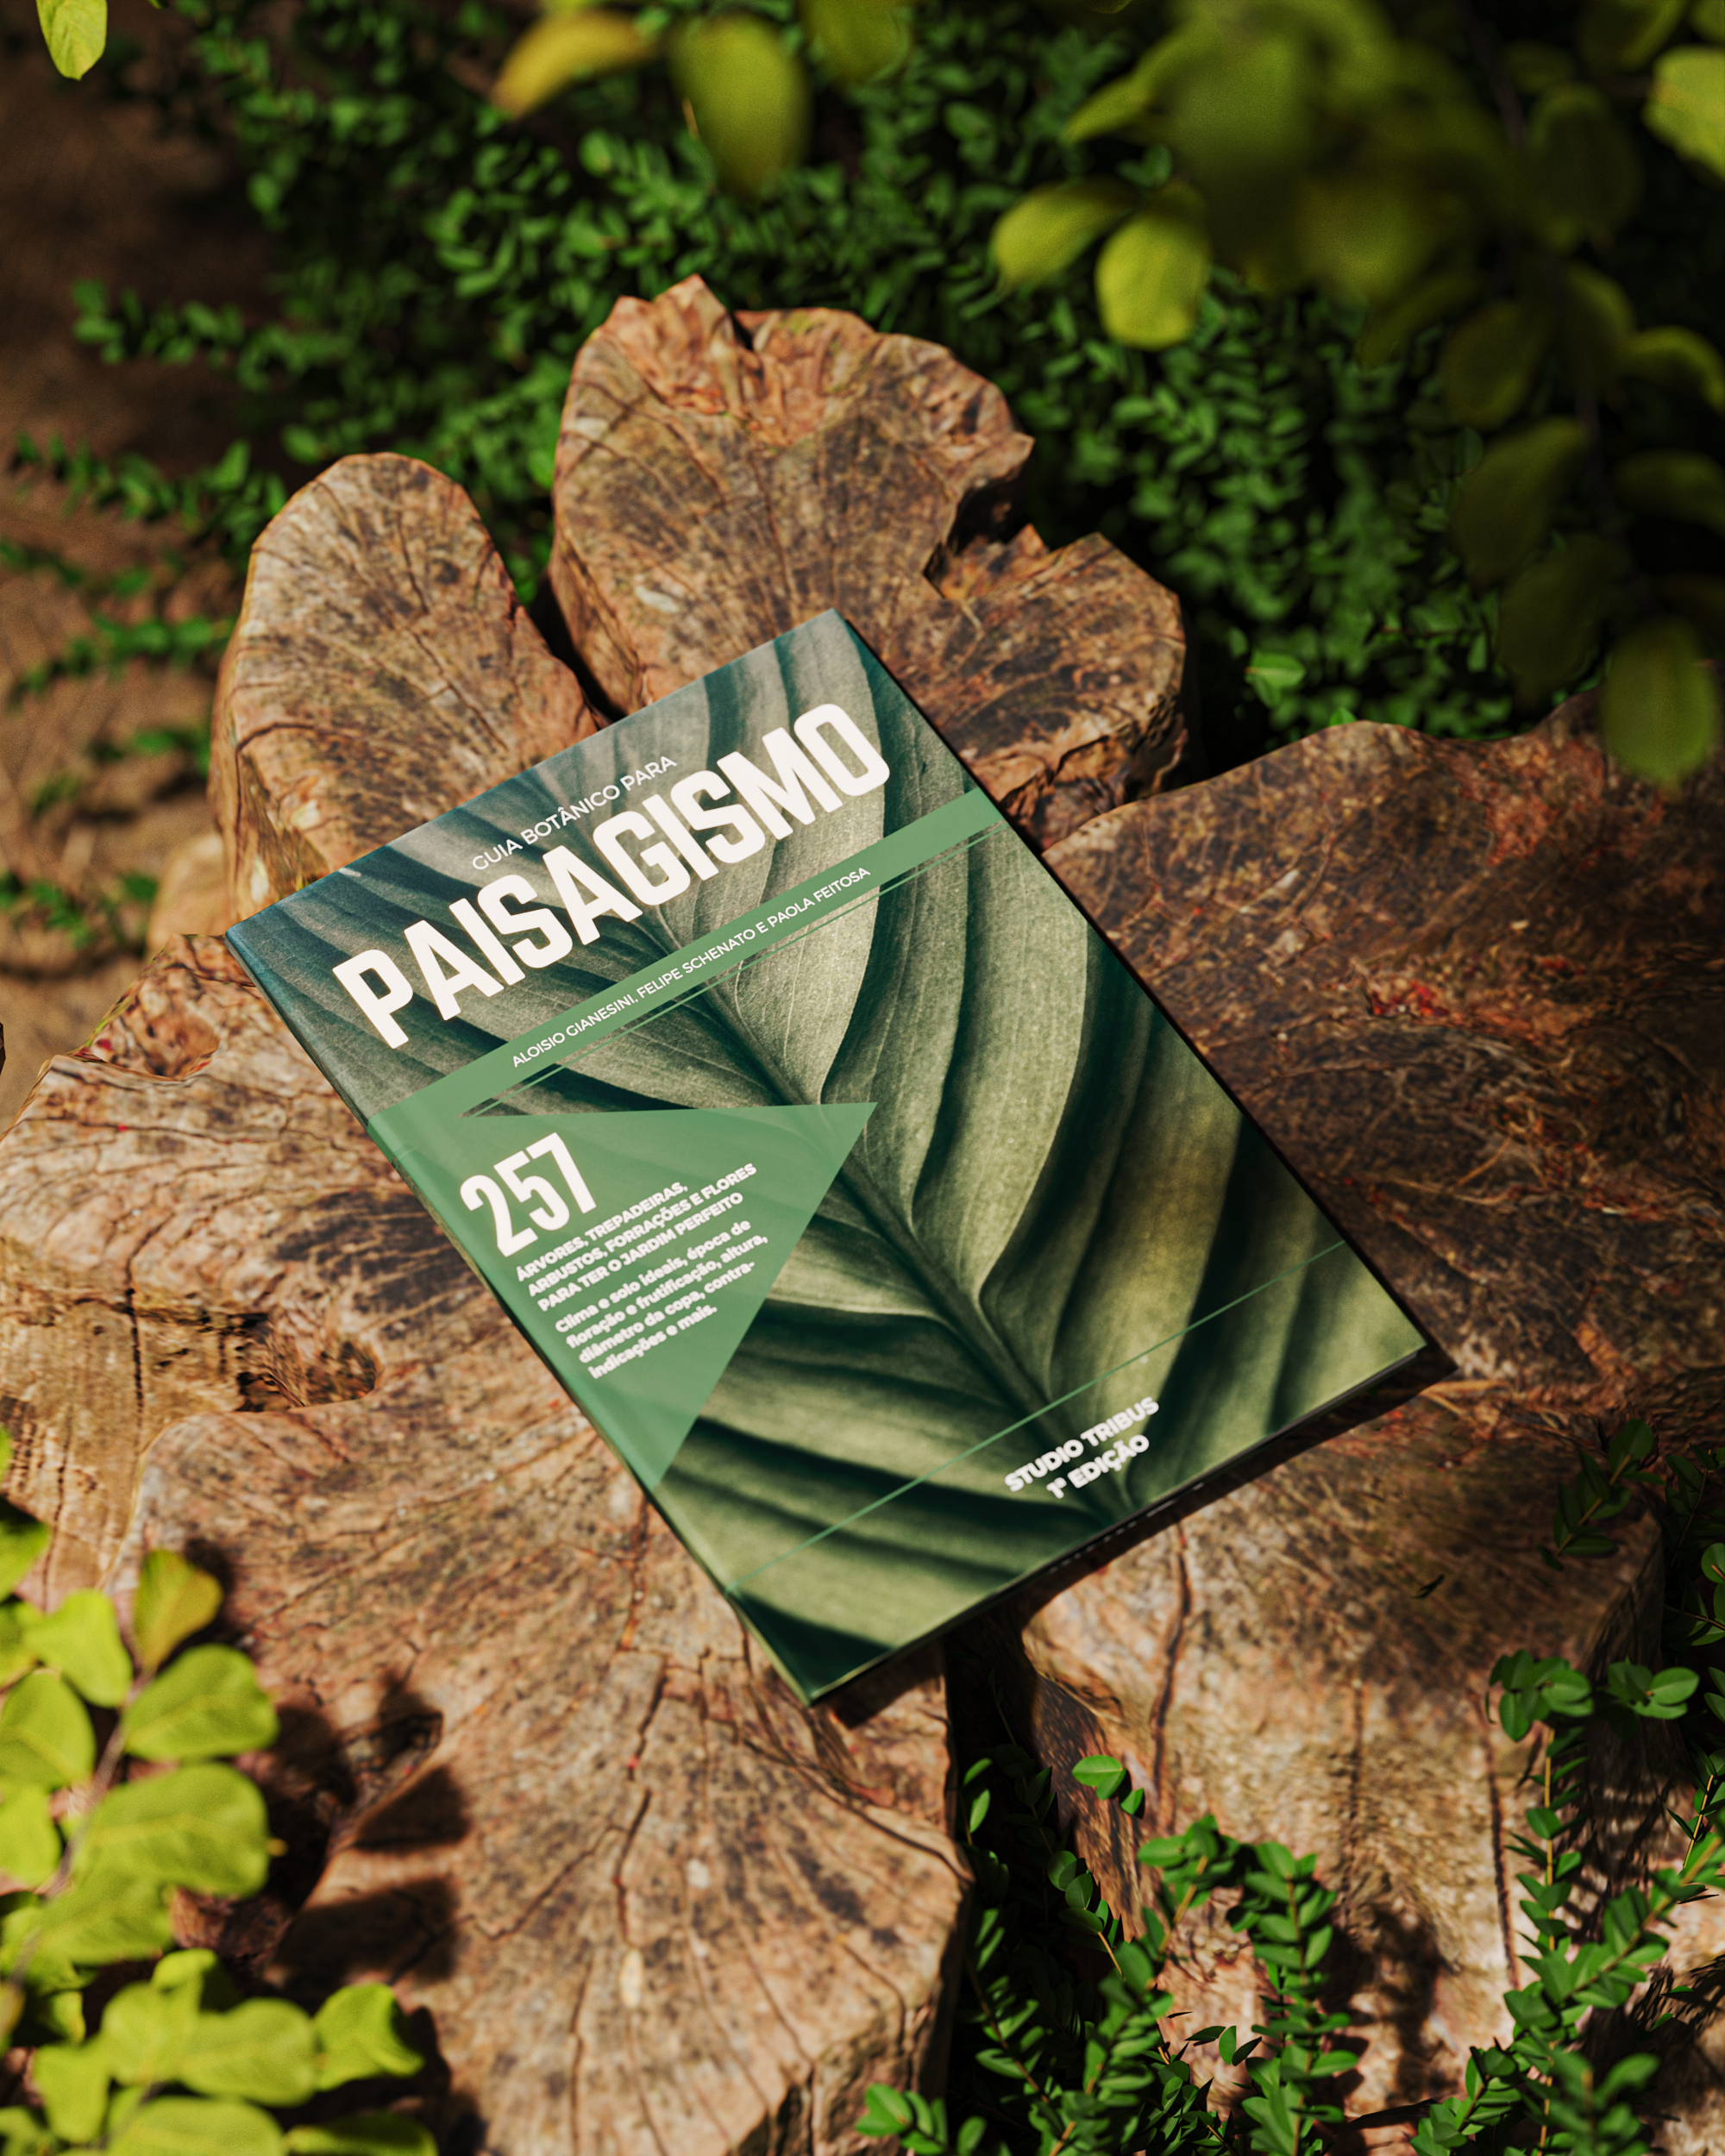 GUIA BOTÂNICO PARA
PAISAGISMO
ALOISIO GIANESINI, FELIPE SCHENATO E PAOLA FEITOSA
257
ÁRVORES, TREPADEIRAS,
ARBUSTOS, FORRAÇÕES E FLORES
PARA TER O JARDIM PERFEITO
Clima e solo ideais, época de
floração e frutificação, altura,
diâmetro da copa, contra-
indicações e mais.
STUDIO TRIBUS
1ª EDIÇÃO